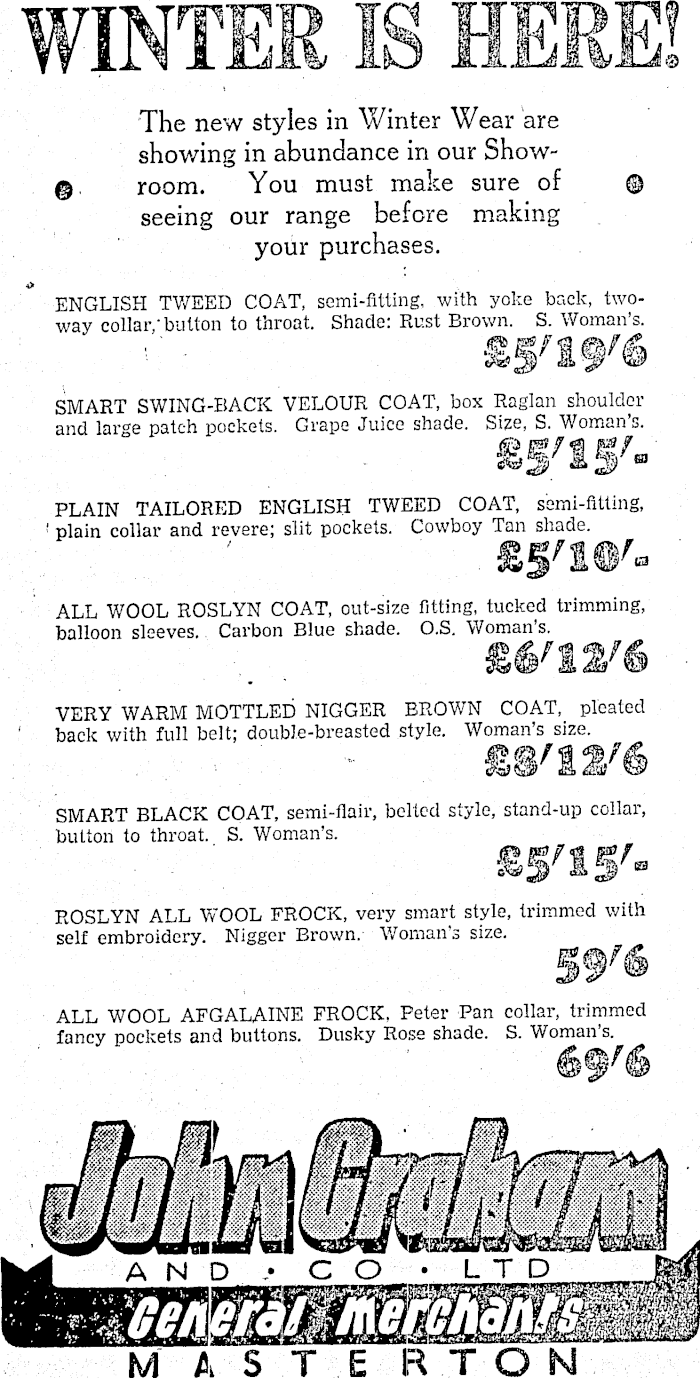 WINTER IS HERE!
The new styles in Winter Wear are
showing in abundance in our Show-
room. You must make sure of
seeing our range before making
your purchases.
ENGLISH TWEED COAT, semi-fitting, with yoke back, two-
way collar, button to throat. Shade: Rust Brown. S. Woman's.
£5/19/6
SMART SWING-BACK VELOUR COAT, box Raglan shoulder
and large patch pockets. Grape Juice shade. Size, S. Woman's.
£5/15/-
PLAIN TAILORED ENGLISH TWEED COAT, semi-fitting,
plain collar and revere; slit pockets. Cowboy Tan shade.
£5/10/-
ALL WOOL ROSLYN COAT, out-size fitting, tucked trimming,
balloon sleeves. Carbon Blue shade. O.S. Woman's.
£6/12/6
VERY WARM MOTTLED NIGGER BROWN COAT, pleated
back with full belt; double-breasted style. Woman's size.
£8/12/6
SMART BLACK COAT, semi-flair, belted style, stand-up collar,
button to throat. S. Woman's.
£5/15/-
ROSLYN ALL WOOL FROCK, very smart style, trimmed with
self embroidery. Nigger Brown. Woman's size.
59/6
ALL WOOL AFGALAINE FROCK, Peter Pan collar, trimmed
fancy pockets and buttons. Dusky Rose shade. S. Woman's.
69/6
John Graham
AND • CO • LTD
General Merchants
MASTERTON